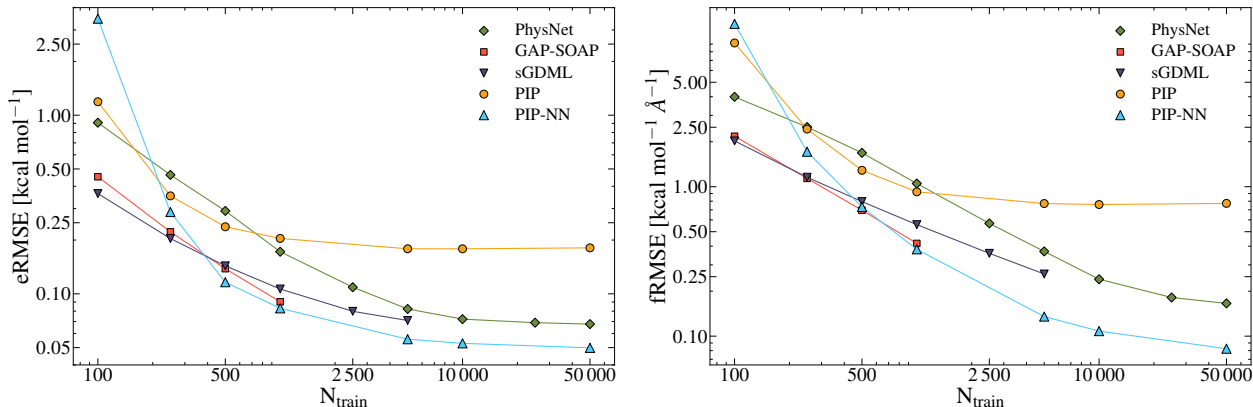 eRMSE [kcal mol⁻¹]
2.50
1.00
0.50
0.25
0.10
0.05
PhysNet
GAP-SOAP
sGDML
PIP
PIP-NN
100
500
2 500
10 000
50 000
N_train
fRMSE [kcal mol⁻¹ Å⁻¹]
5.00
2.50
1.00
0.50
0.25
0.10
PhysNet
GAP-SOAP
sGDML
PIP
PIP-NN
100
500
2 500
10 000
50 000
N_train